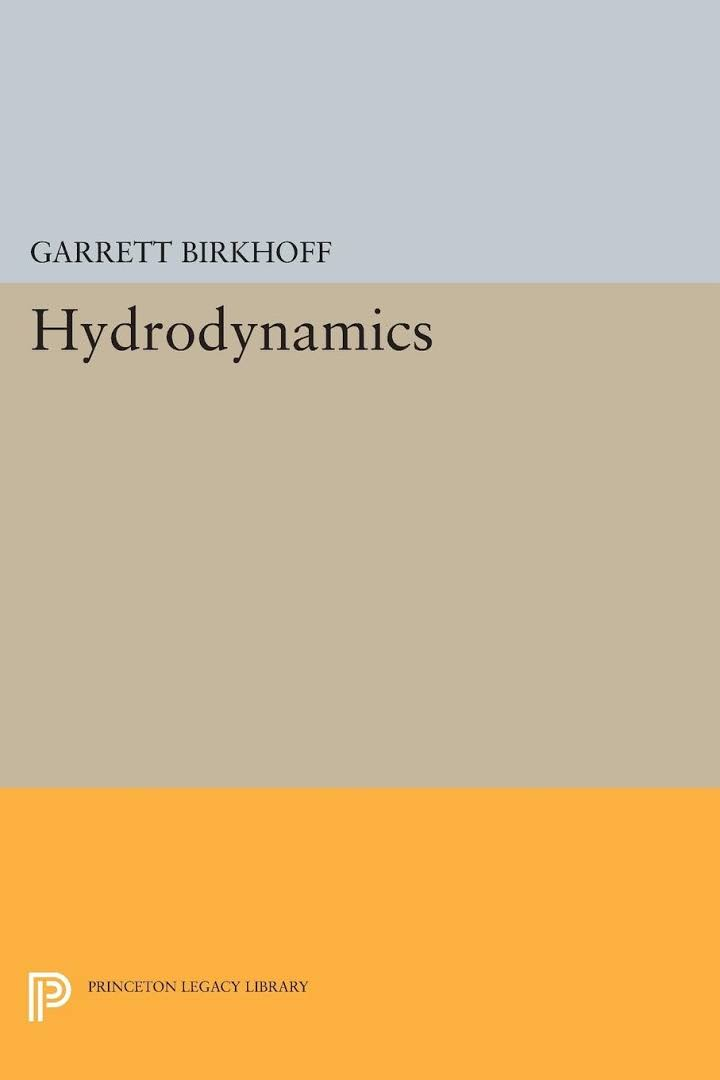 GARRETT BIRKHOFF
Hydrodynamics
PRINCETON LEGACY LIBRARY